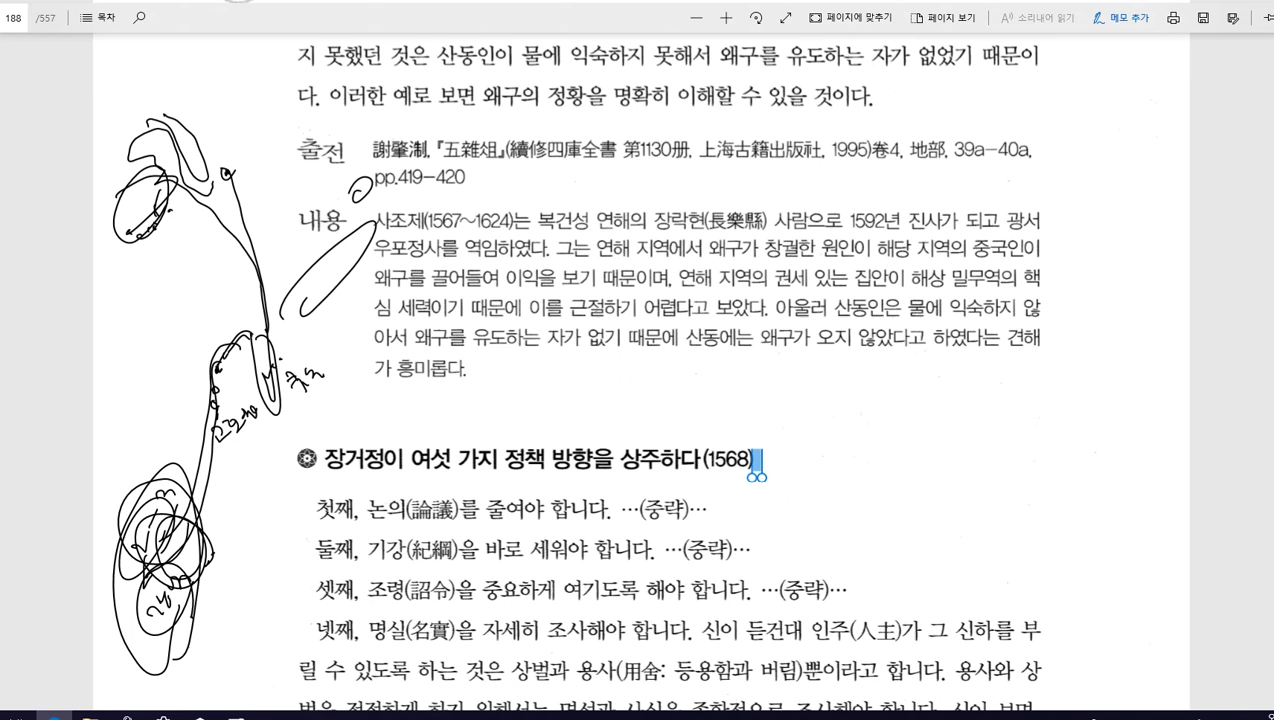 188 /557 목차 페이지에 맞추기 페이지 보기 소리내어 읽기 메모 추가
지 못했던 것은 산동인이 물에 익숙하지 못해서 왜구를 유도하는 자가 없었기 때문이
다. 이러한 예로 보면 왜구의 정황을 명확히 이해할 수 있을 것이다.
출전 謝肇淛, 『五雜俎』(續修四庫全書 第1130册, 上海古籍出版社, 1995)卷4, 地部, 39a-40a,
pp.419-420
내용 사조제(1567~1624)는 복건성 연해의 장락현(長樂縣) 사람으로 1592년 진사가 되고 광서
우포정사를 역임하였다. 그는 연해 지역에서 왜구가 창궐한 원인이 해당 지역의 중국인이
왜구를 끌어들여 이익을 보기 때문이며, 연해 지역의 권세 있는 집안이 해상 밀무역의 핵
심 세력이기 때문에 이를 근절하기 어렵다고 보았다. 아울러 산동인은 물에 익숙하지 않
아서 왜구를 유도하는 자가 없기 때문에 산동에는 왜구가 오지 않았다고 하였다는 견해
가 흥미롭다.
장거정이 여섯 가지 정책 방향을 상주하다(1568)
첫째, 논의(論議)를 줄여야 합니다. …(중략)…
둘째, 기강(紀綱)을 바로 세워야 합니다. …(중략)…
셋째, 조령(詔令)을 중요하게 여기도록 해야 합니다. …(중략)…
넷째, 명실(名實)을 자세히 조사해야 합니다. 신이 듣건대 인주(人主)가 그 신하를 부
릴 수 있도록 하는 것은 상벌과 용사(用舍: 등용함과 버림)뿐이라고 합니다. 용사와 상